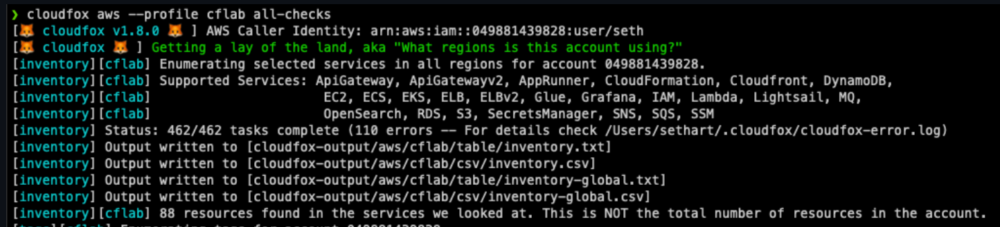 ❯ cloudfox aws --profile cflab all-checks
[🦊 cloudfox v1.8.0 🦊 ] AWS Caller Identity: arn:aws:iam::049881439828:user/seth
[🦊 cloudfox 🦊 ] Getting a lay of the land, aka "What regions is this account using?"
[inventory][cflab] Enumerating selected services in all regions for account 049881439828.
[inventory][cflab] Supported Services: ApiGateway, ApiGatewayv2, AppRunner, CloudFormation, Cloudfront, DynamoDB,
[inventory][cflab]                     EC2, ECS, EKS, ELB, ELBv2, Glue, Grafana, IAM, Lambda, Lightsail, MQ,
[inventory][cflab]                     OpenSearch, RDS, S3, SecretsManager, SNS, SQS, SSM
[inventory] Status: 462/462 tasks complete (110 errors -- For details check /Users/sethart/.cloudfox/cloudfox-error.log)
[inventory] Output written to [cloudfox-output/aws/cflab/table/inventory.txt]
[inventory] Output written to [cloudfox-output/aws/cflab/csv/inventory.csv]
[inventory] Output written to [cloudfox-output/aws/cflab/table/inventory-global.txt]
[inventory] Output written to [cloudfox-output/aws/cflab/csv/inventory-global.csv]
[inventory][cflab] 88 resources found in the services we looked at. This is NOT the total number of resources in the account.